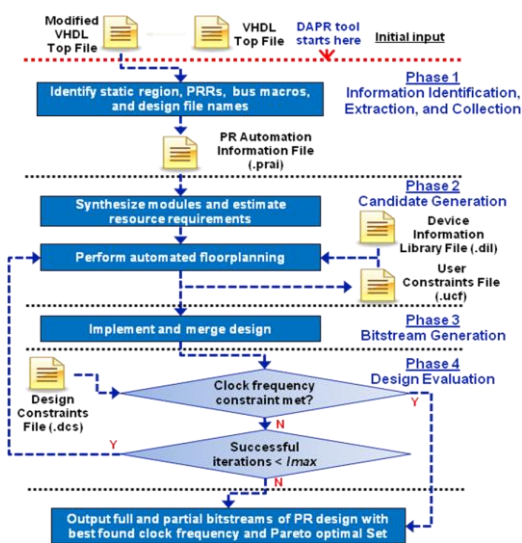 Modified
VHDL
Top File
VHDL
Top File
DAPR tool
starts here
Initial input
Phase 1
Information Identification,
Extraction, and Collection
Identify static region, PRRs, bus macros,
and design file names
PR Automation
Information File
(.prai)
Phase 2
Candidate Generation
Synthesize modules and estimate
resource requirements
Device
Information
Library File (.dil)
Perform automated floorplanning
User
Constraints File
(.ucf)
Implement and merge design
Phase 3
Bitstream Generation
Phase 4
Design Evaluation
Clock frequency
constraint met?
Design
Constraints
File (.dcs)
Y
N
Y
Successful
iterations < Imax
N
Output full and partial bitstreams of PR design with
best found clock frequency and Pareto optimal Set